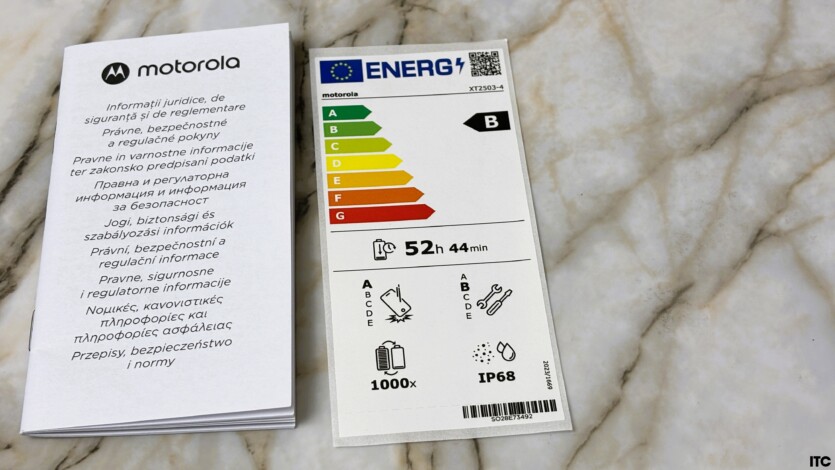 motorola
Informații juridice, de
siguranță și de reglementare
Právne, bezpečnostné
a regulačné pokyny
Pravne in varnostne informacije
ter zakonsko predpisani podatki
Правна и регулаторна
информация и информация
за безопасност
Jogi, biztonsági és
szabályozási információk
Právní, bezpečnostní a
regulační informace
Pravne, sigurnosne
i regulatorne informacije
Νομικές, κανονιστικές
πληροφορίες και
πληροφορίες ασφάλειας
Przepisy, bezpieczeństwo
i normy
ENERG
motorola
XT2503-4
A
B
C
D
E
F
G
B
52h 44min
A
B
C
D
E
A
B
C
D
E
1000x
IP68
2023/1669
SO28E73492
ITC